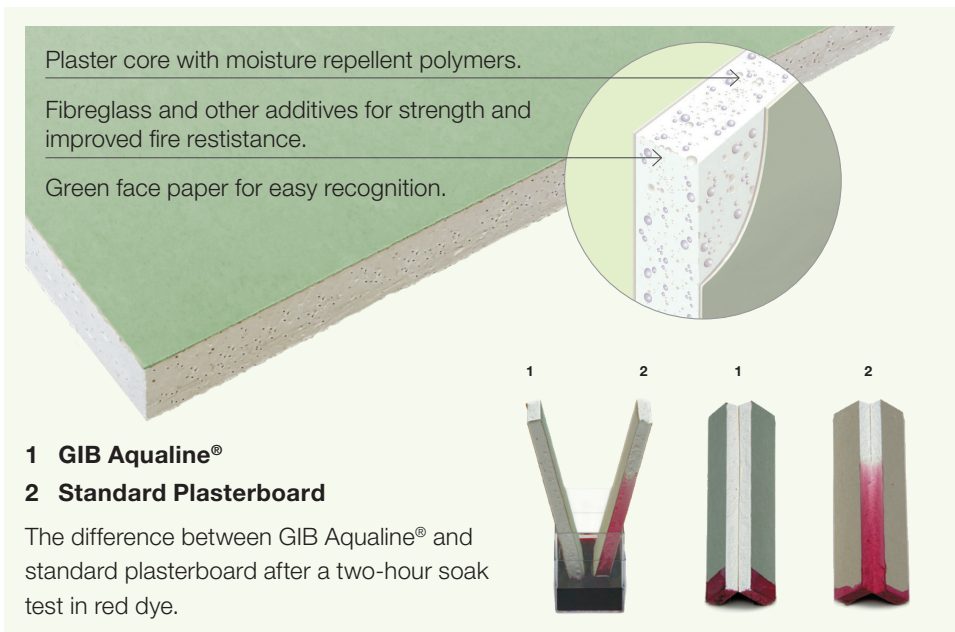 Plaster core with moisture repellent polymers.
Fibreglass and other additives for strength and
improved fire restistance.
Green face paper for easy recognition.
1 2 1 2
1 GIB Aqualine®
2 Standard Plasterboard
The difference between GIB Aqualine® and
standard plasterboard after a two-hour soak
test in red dye.